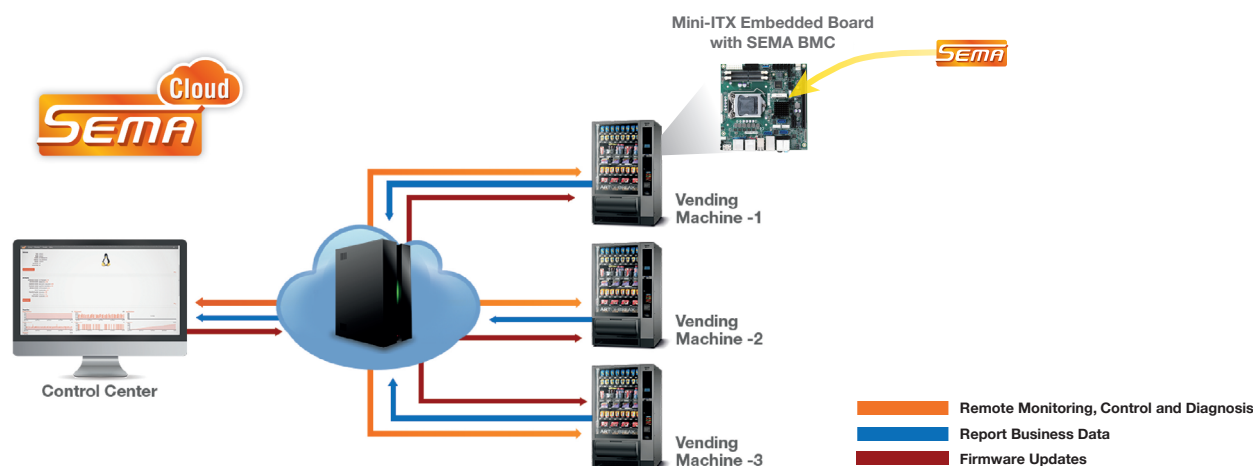 Mini-ITX Embedded Board
with SEMA BMC
SEMA
Cloud
SEMA
Vending
Machine -1
Vending
Machine -2
Control Center
Vending
Machine -3
Remote Monitoring, Control and Diagnosis
Report Business Data
Firmware Updates